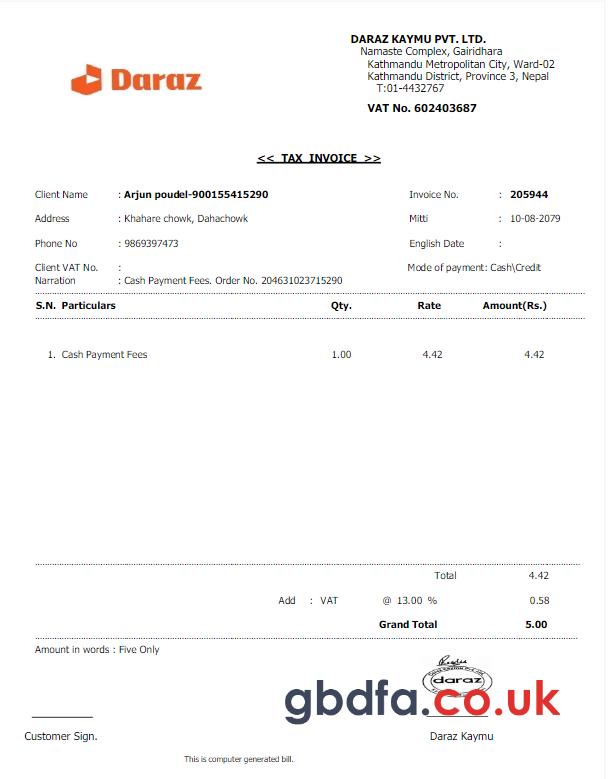 DARAZ KAYMU PVT. LTD.
Namaste Complex, Gairidhara
Kathmandu Metropolitan City, Ward-02
Kathmandu District, Province 3, Nepal
T:01-4432767
VAT No. 602403687
Daraz
<< TAX INVOICE >>
Client Name : Arjun poudel-900155415290 Invoice No. : 205944
Address : Khahare chowk, Dahachowk Mitti : 10-08-2079
Phone No : 9869397473 English Date :
Client VAT No. : Mode of payment: Cash\Credit
Narration : Cash Payment Fees. Order No. 204631023715290
S.N. Particulars Qty. Rate Amount(Rs.)
1. Cash Payment Fees 1.00 4.42 4.42
Total 4.42
Add : VAT @ 13.00 % 0.58
Grand Total 5.00
Amount in words : Five Only
daraz
gbdfa.co.uk
Customer Sign. Daraz Kaymu
This is computer generated bill.